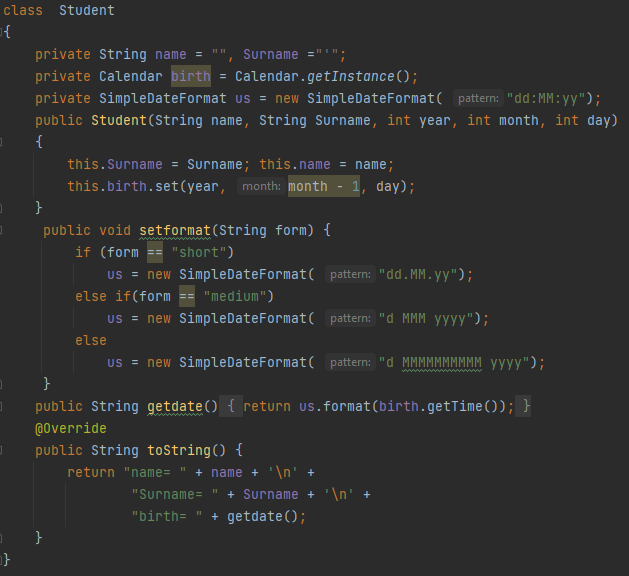 class  Student
{
    private String name = "", Surname ="'";
    private Calendar birth = Calendar.getInstance();
    private SimpleDateFormat us = new SimpleDateFormat( pattern: "dd:MM:yy");
    public Student(String name, String Surname, int year, int month, int day)
    {
        this.Surname = Surname; this.name = name;
        this.birth.set(year, month: month - 1, day);
    }
     public void setformat(String form) {
         if (form == "short")
             us = new SimpleDateFormat( pattern: "dd.MM.yy");
         else if(form == "medium")
             us = new SimpleDateFormat( pattern: "d MMM yyyy");
         else
             us = new SimpleDateFormat( pattern: "d MMMMMMMMMM yyyy");
     }
    public String getdate() { return us.format(birth.getTime()); }
    @Override
    public String toString() {
        return "name= " + name + '\n' +
                "Surname= " + Surname + '\n' +
                "birth= " + getdate();
    }
}